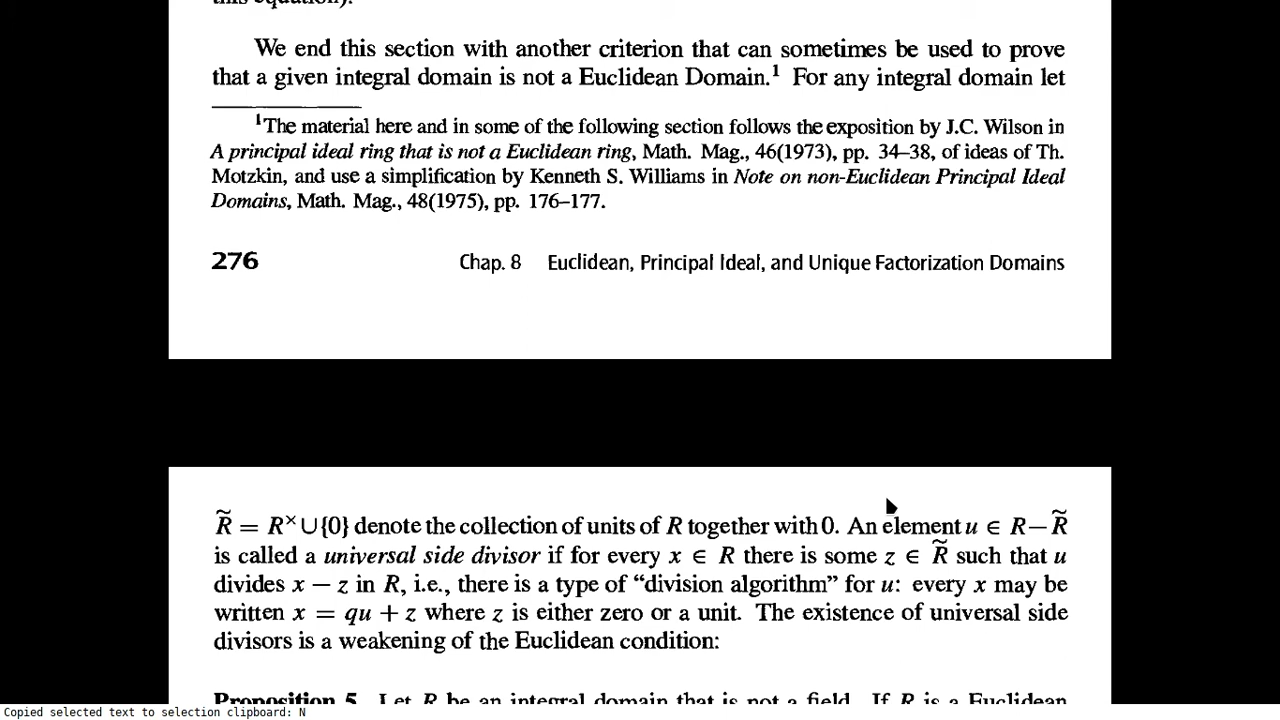 this equation).
We end this section with another criterion that can sometimes be used to prove
that a given integral domain is not a Euclidean Domain.¹ For any integral domain let
¹The material here and in some of the following section follows the exposition by J.C. Wilson in
A principal ideal ring that is not a Euclidean ring, Math. Mag., 46(1973), pp. 34–38, of ideas of Th.
Motzkin, and use a simplification by Kenneth S. Williams in Note on non-Euclidean Principal Ideal
Domains, Math. Mag., 48(1975), pp. 176–177.
276 Chap. 8 Euclidean, Principal Ideal, and Unique Factorization Domains
R̃ = R× ∪ {0} denote the collection of units of R together with 0. An element u ∈ R − R̃
is called a universal side divisor if for every x ∈ R there is some z ∈ R̃ such that u
divides x − z in R, i.e., there is a type of “division algorithm” for u: every x may be
written x = qu + z where z is either zero or a unit. The existence of universal side
divisors is a weakening of the Euclidean condition:
Proposition 5. Let R be an integral domain that is not a field. If R is a Euclidean
Copied selected text to selection clipboard: N